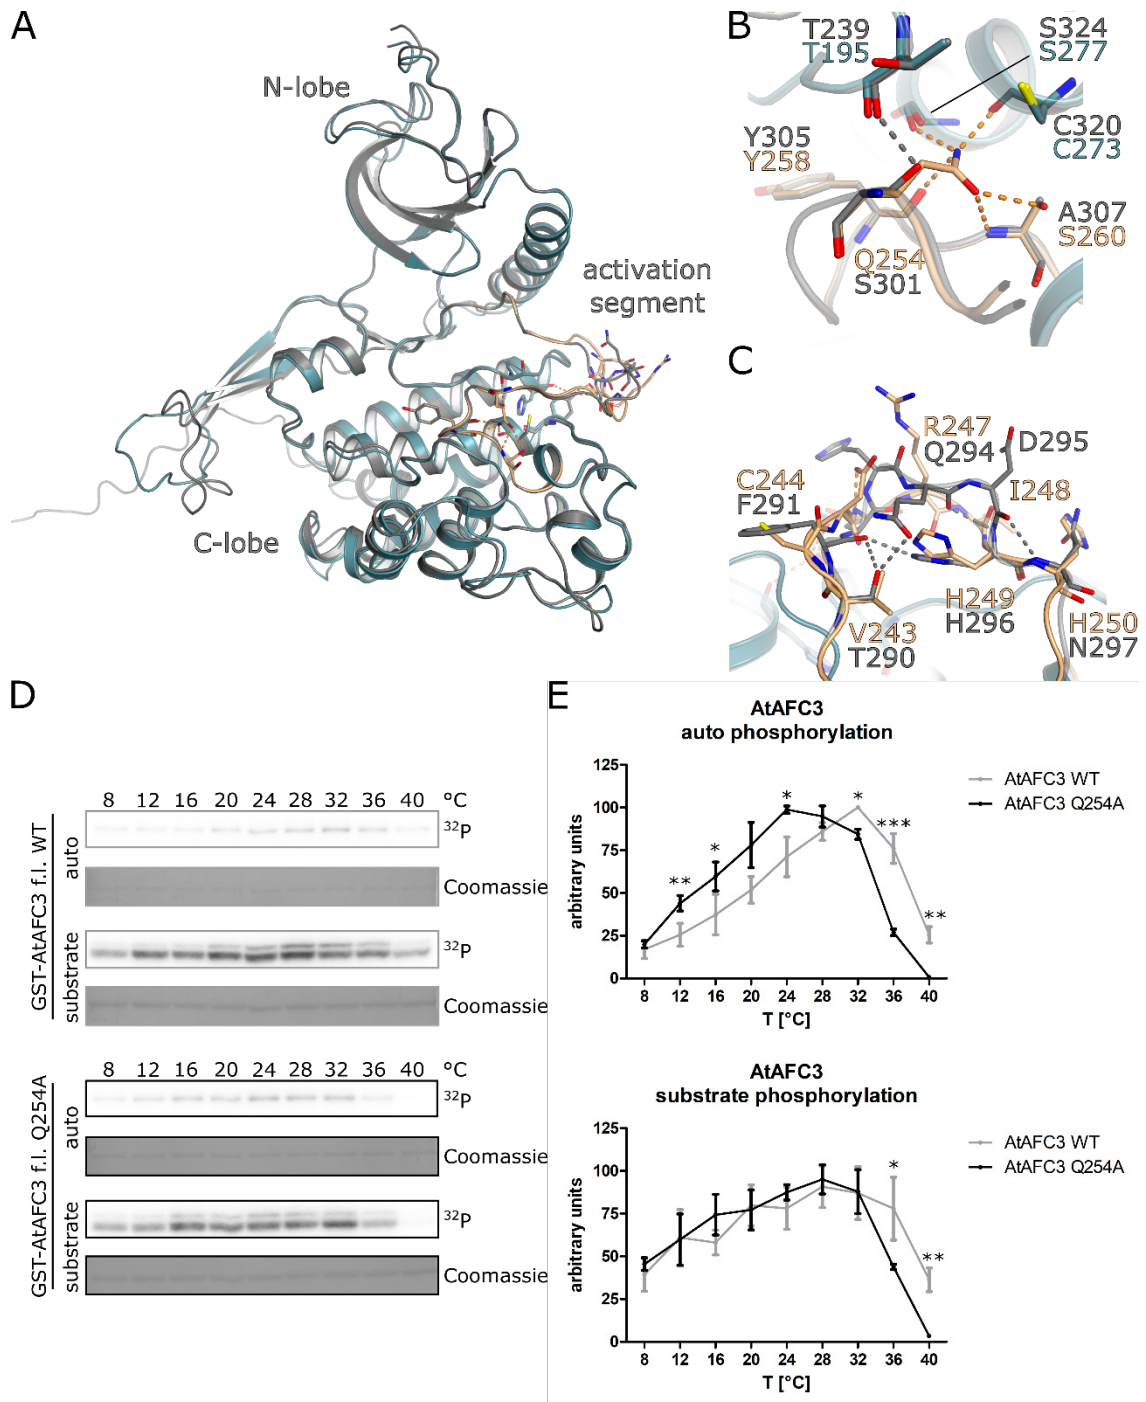 A
N-lobe
activation
segment
C-lobe
B
T239
T195
S324
S277
Y305
Y258
C320
C273
A307
S260
Q254
S301
C
R247
Q294
D295
C244
F291
I248
V243
T290
H249
H296
H250
N297
D
8 12 16 20 24 28 32 36 40 °C
GST-AtAFC3 f.l. WT
auto
32P
Coomassie
substrate
32P
Coomassie
8 12 16 20 24 28 32 36 40 °C
GST-AtAFC3 f.l. Q254A
auto
32P
Coomassie
substrate
32P
Coomassie
E
AtAFC3
auto phosphorylation
125
100
75
50
25
0
arbitrary units
** * * * *** **
8 12 16 20 24 28 32 36 40
T [°C]
AtAFC3 WT
AtAFC3 Q254A
AtAFC3
substrate phosphorylation
125
100
75
50
25
0
arbitrary units
* **
8 12 16 20 24 28 32 36 40
T [°C]
AtAFC3 WT
AtAFC3 Q254A